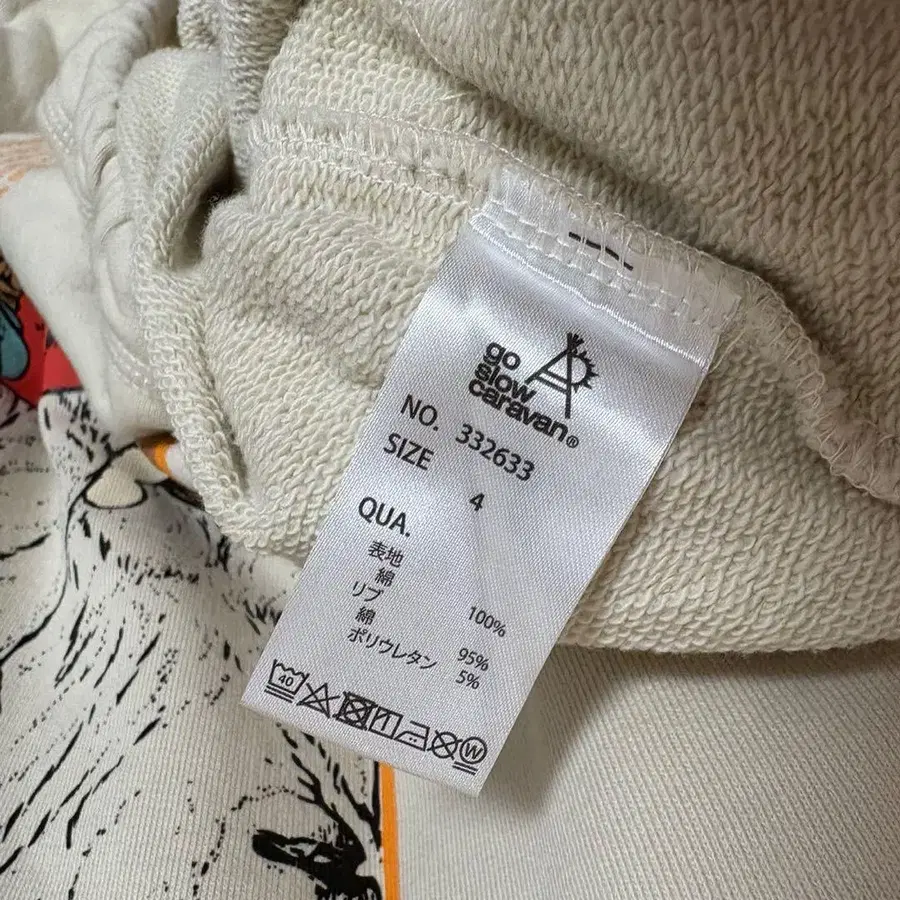 go
slow
caravan®
NO. 332633
SIZE 4
QUA.
表地
綿 100%
リブ
綿 95%
ポリウレタン 5%
40
W